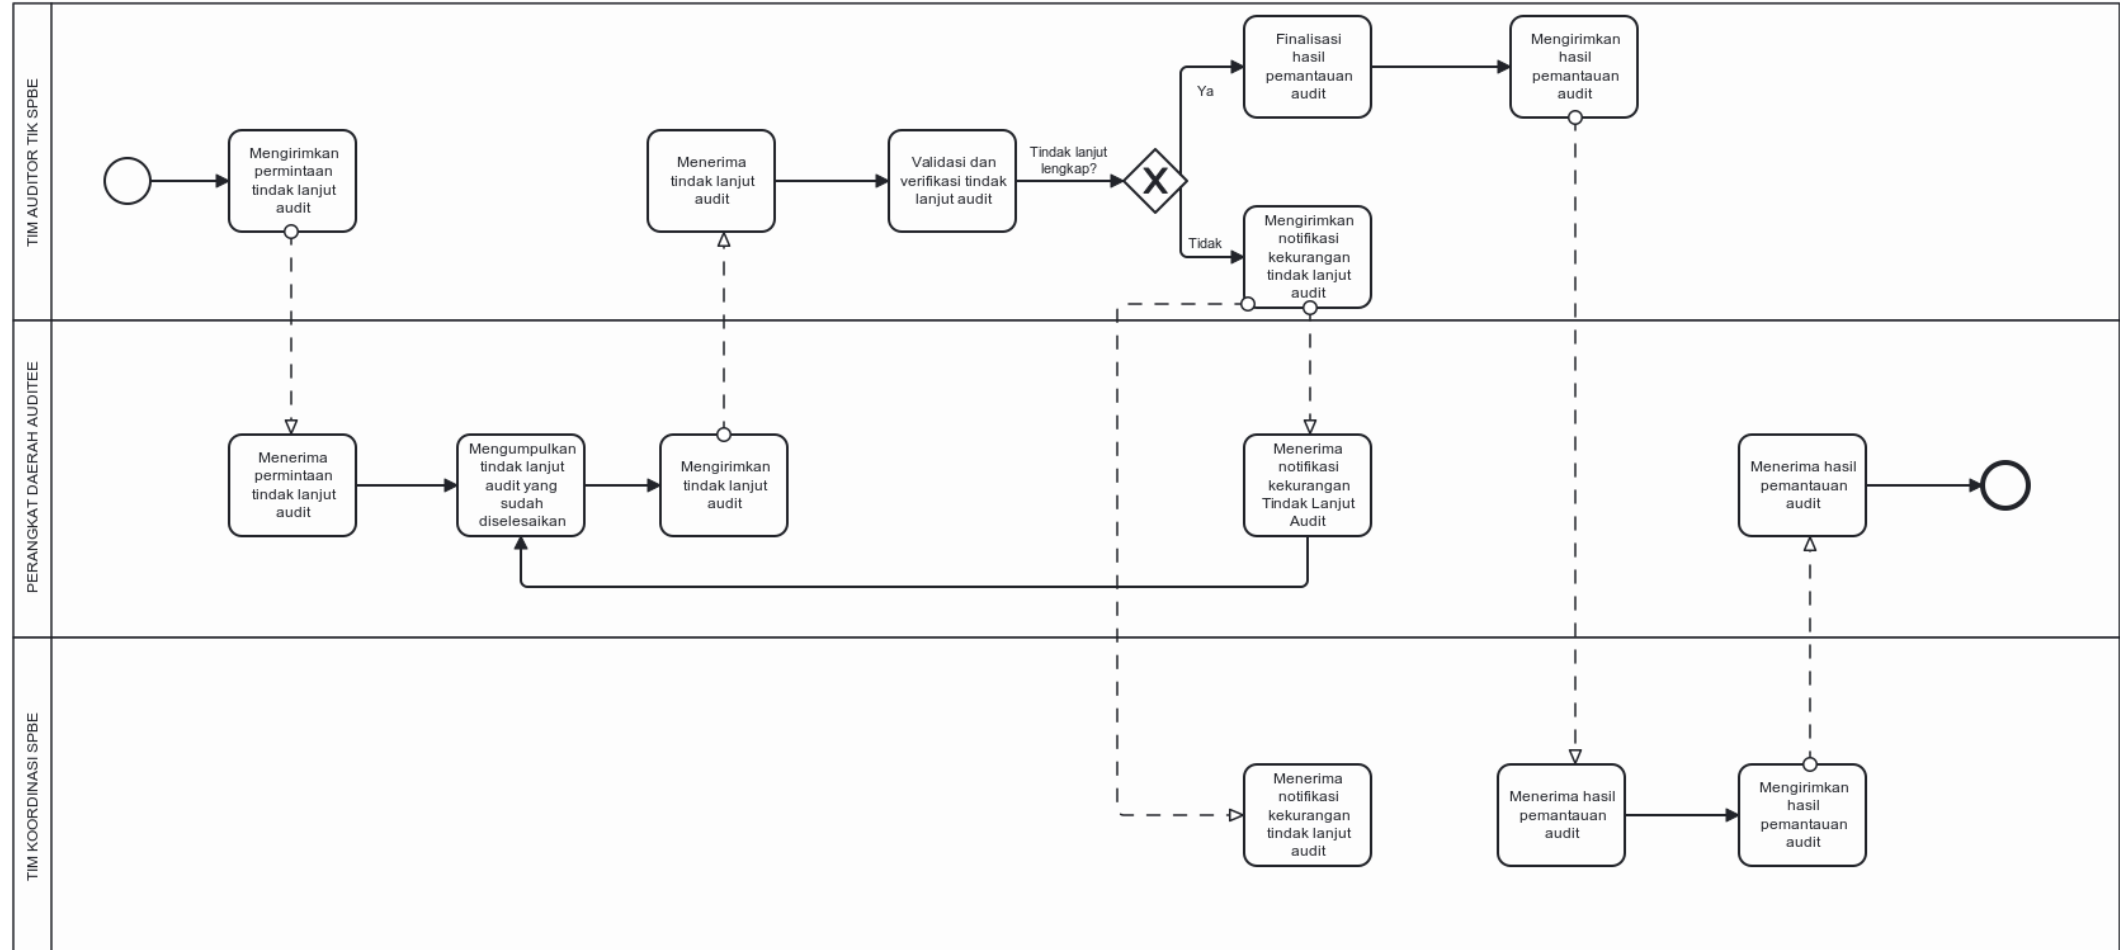 TIM AUDITOR TIK SPBE
Mengirimkan
permintaan
tindak lanjut
audit
Menerima
tindak lanjut
audit
Validasi dan
verifikasi tindak
lanjut audit
Tindak lanjut
lengkap?
X
Ya
Tidak
Finalisasi
hasil
pemantauan
audit
Mengirimkan
hasil
pemantauan
audit
Mengirimkan
notifikasi
kekurangan
tindak lanjut
audit
PERANGKAT DAERAH AUDITEE
Menerima
permintaan
tindak lanjut
audit
Mengumpulkan
tindak lanjut
audit yang
sudah
diselesaikan
Mengirimkan
tindak lanjut
audit
Menerima
notifikasi
kekurangan
Tindak Lanjut
Audit
Menerima hasil
pemantauan
audit
TIM KOORDINASI SPBE
Menerima
notifikasi
kekurangan
tindak lanjut
audit
Menerima hasil
pemantauan
audit
Mengirimkan
hasil
pemantauan
audit